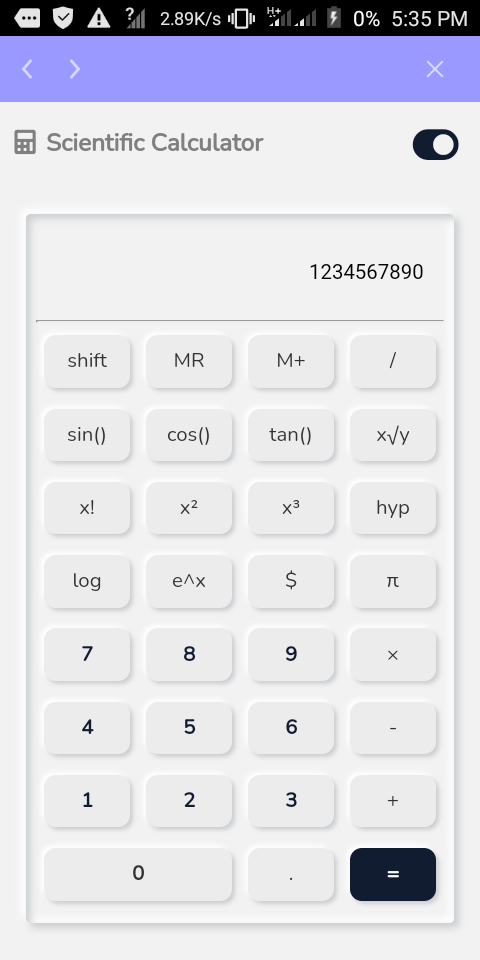 ? 2.89K/s H+ 0% 5:35 PM
Scientific Calculator
1234567890
shift MR M+ /
sin() cos() tan() x√y
x! x² x³ hyp
log e^x $ π
7 8 9 ×
4 5 6 -
1 2 3 +
0 . =